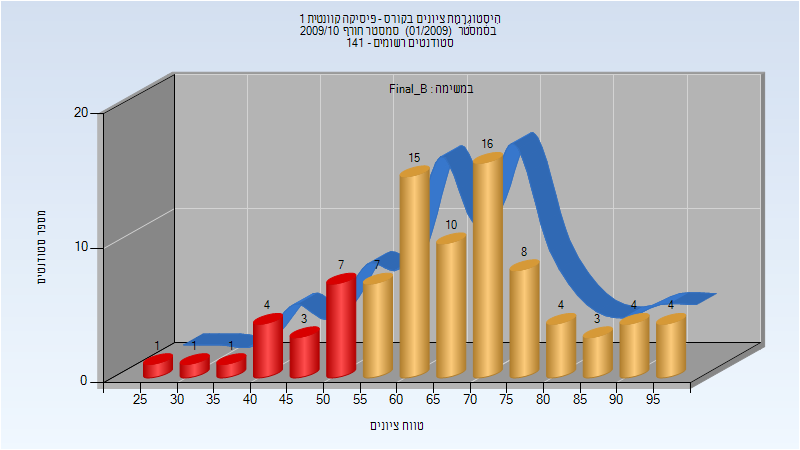 היסטוגרמת ציונים בקורס - פיסיקה קוונטית 1
בסמסטר (01/2009) סמסטר חורף 2009/10
סטודנטים רשומים - 141
במשימה : Final_B
מספר סטודנטים
20
10
0
1 1 1 4 3 7 7 15 10 16 8 4 3 4 4
25 30 35 40 45 50 55 60 65 70 75 80 85 90 95
טווח ציונים